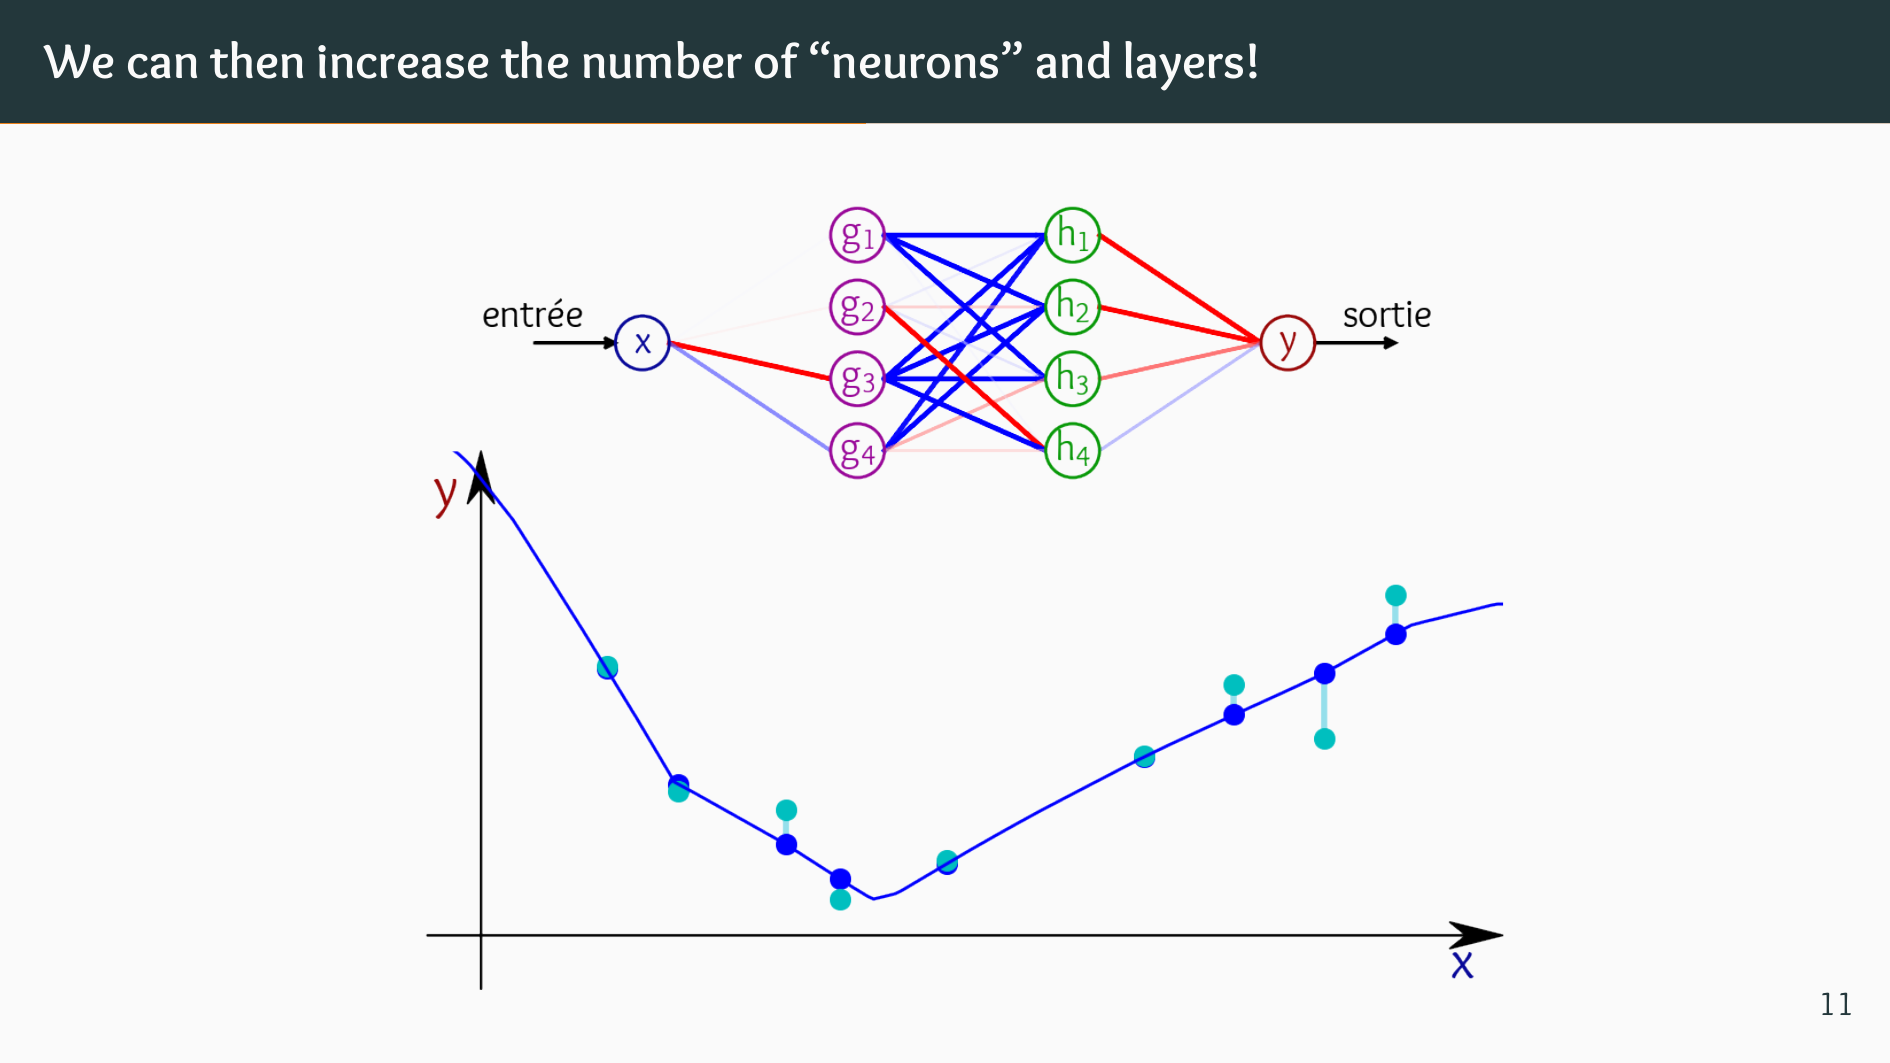 We can then increase the number of “neurons” and layers!
entrée
x
g1
g2
g3
g4
h1
h2
h3
h4
y
sortie
y
x
11